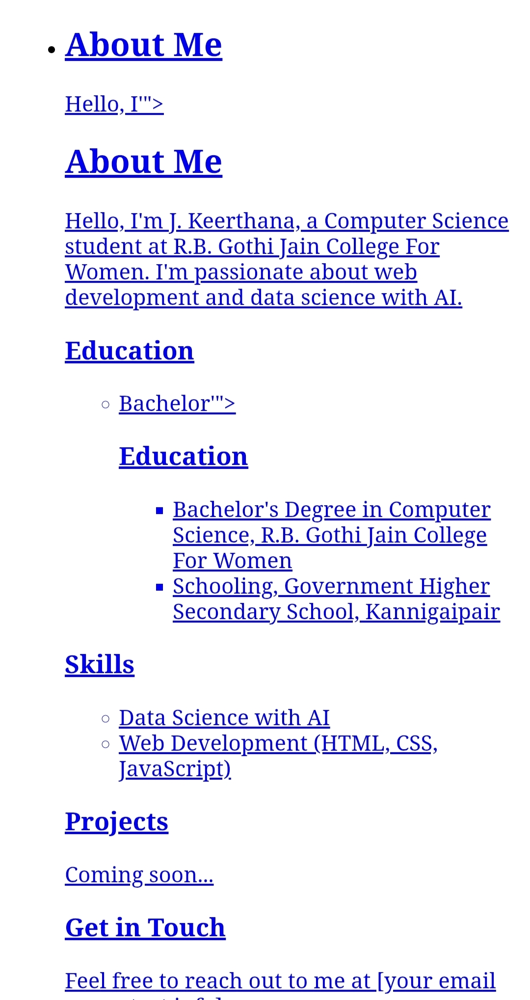 About Me
Hello, I'">
About Me
Hello, I'm J. Keerthana, a Computer Science
student at R.B. Gothi Jain College For
Women. I'm passionate about web
development and data science with AI.
Education
Bachelor'">
Education
Bachelor's Degree in Computer
Science, R.B. Gothi Jain College
For Women
Schooling, Government Higher
Secondary School, Kannigaipair
Skills
Data Science with AI
Web Development (HTML, CSS,
JavaScript)
Projects
Coming soon...
Get in Touch
Feel free to reach out to me at [your email